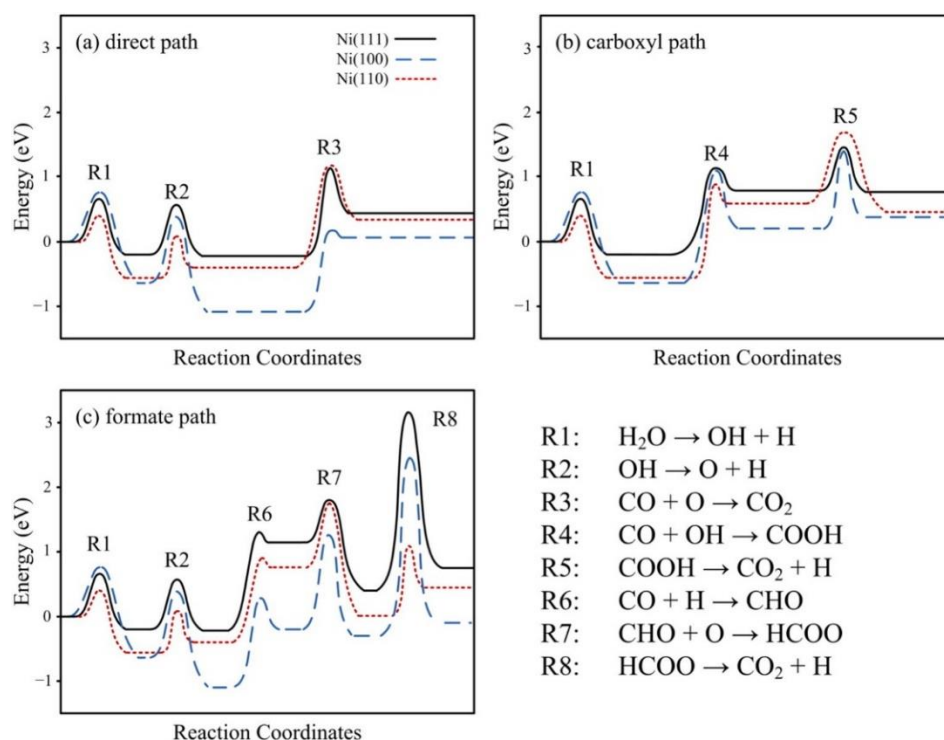 (a) direct path
Ni(111)
Ni(100)
Ni(110)
3
2
1
0
−1
Energy (eV)
R1
R2
R3
Reaction Coordinates
(b) carboxyl path
3
2
1
0
−1
Energy (eV)
R1
R4
R5
Reaction Coordinates
(c) formate path
3
2
1
0
−1
Energy (eV)
R1
R2
R6
R7
R8
Reaction Coordinates
R1: H₂O → OH + H
R2: OH → O + H
R3: CO + O → CO₂
R4: CO + OH → COOH
R5: COOH → CO₂ + H
R6: CO + H → CHO
R7: CHO + O → HCOO
R8: HCOO → CO₂ + H